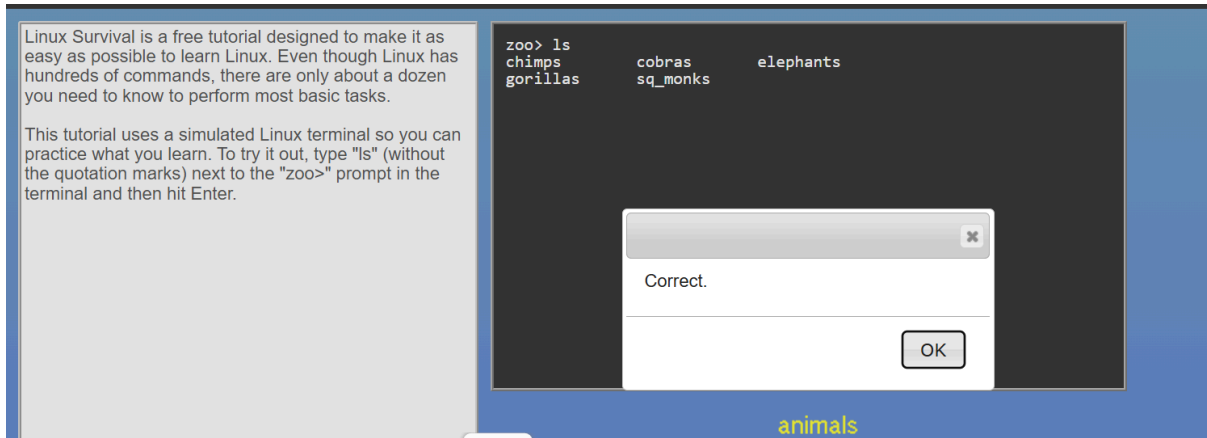 Linux Survival is a free tutorial designed to make it as
easy as possible to learn Linux. Even though Linux has
hundreds of commands, there are only about a dozen
you need to know to perform most basic tasks.
This tutorial uses a simulated Linux terminal so you can
practice what you learn. To try it out, type "ls" (without
the quotation marks) next to the "zoo>" prompt in the
terminal and then hit Enter.
zoo> ls
chimps cobras elephants
gorillas sq_monks
Correct.
OK
animals